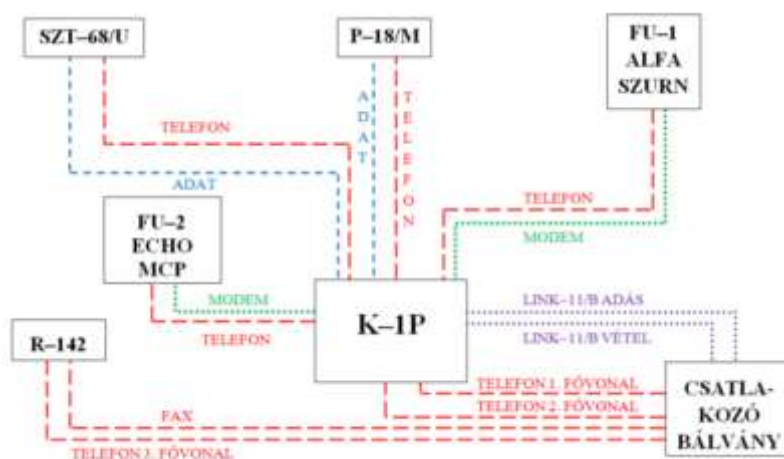 SZT–68/U
P–18/M
FU–1
ALFA
SZURN
TELEFON
ADAT
ADAT
TELEFON
TELEFON
MODEM
FU–2
ECHO
MCP
MODEM
TELEFON
K–1P
LINK–11/B ADÁS
LINK–11/B VÉTEL
R–142
TELEFON 1. FŐVONAL
TELEFON 2. FŐVONAL
FAX
TELEFON 3. FŐVONAL
CSATLA-
KOZÓ
BÁLVÁNY